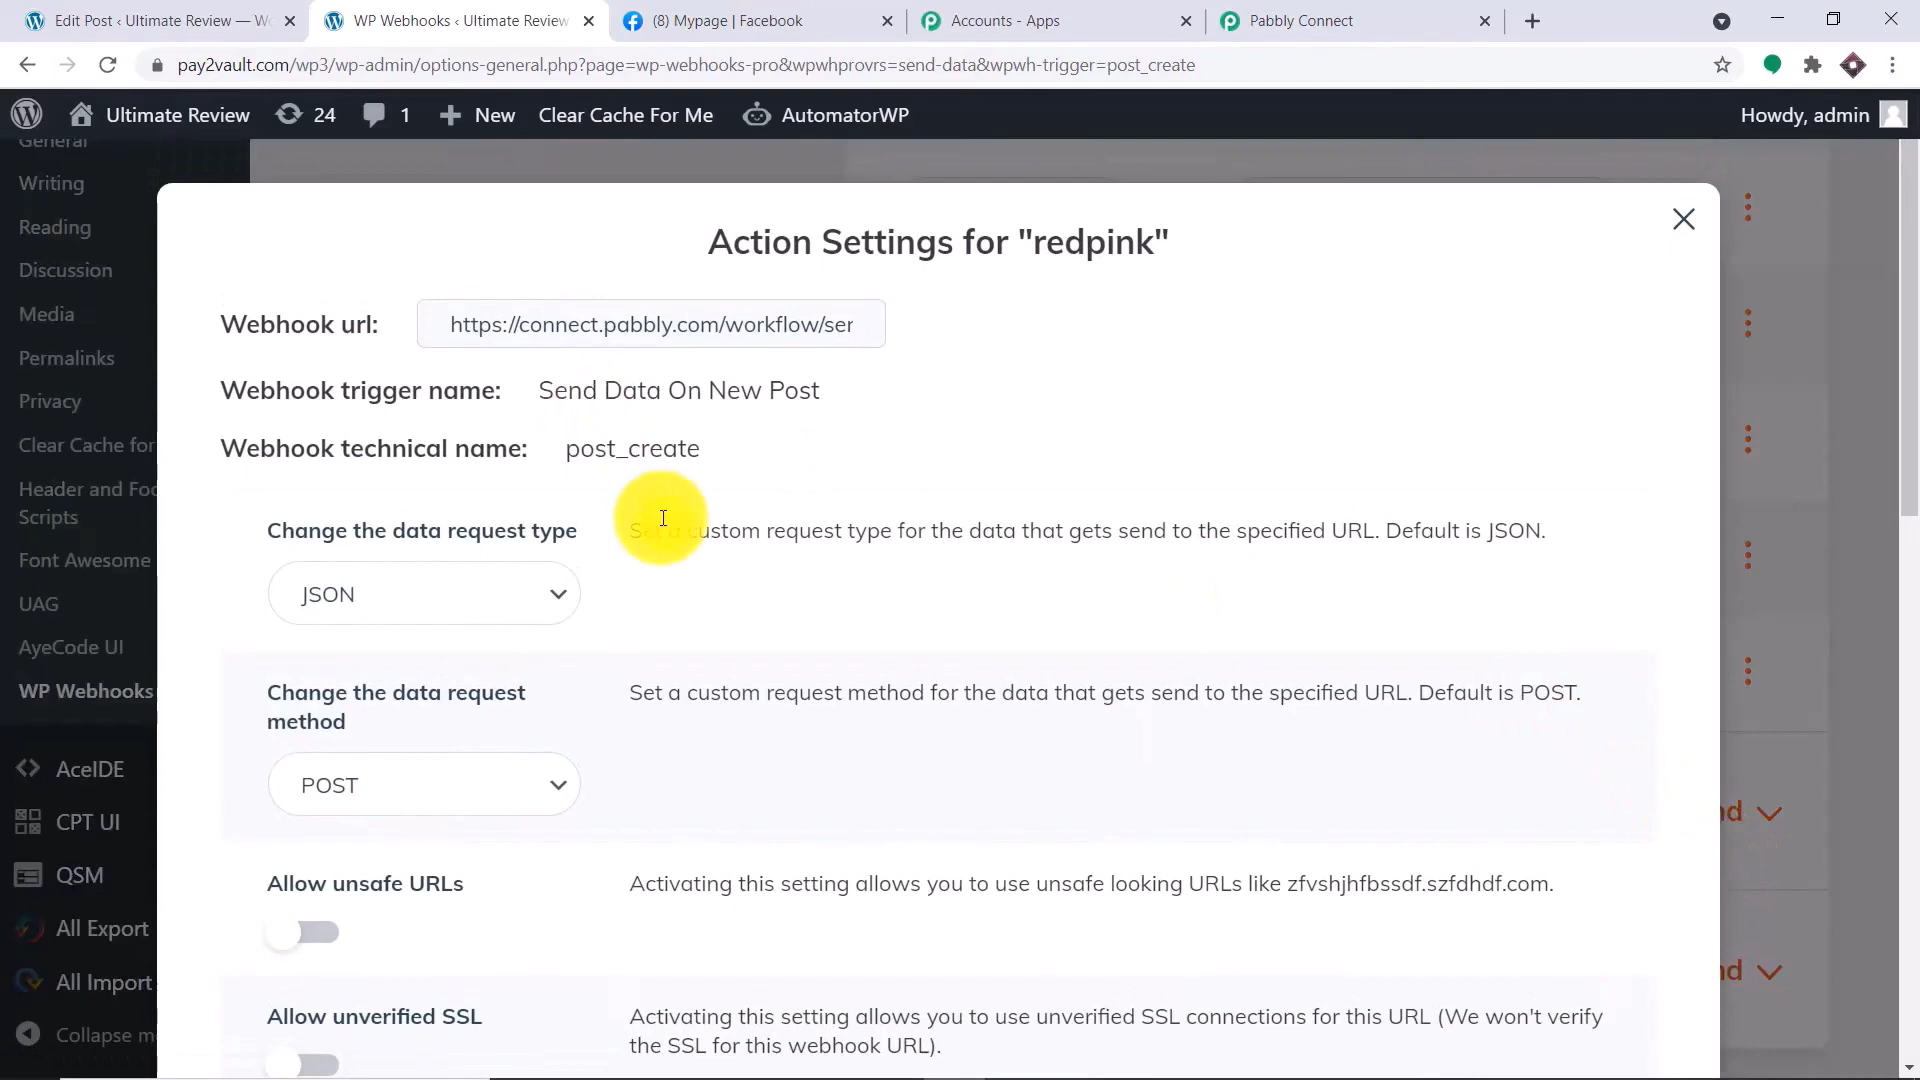 Edit Post ‹ Ultimate Review — Wo
WP Webhooks ‹ Ultimate Review
(8) Mypage | Facebook
Accounts - Apps
Pabbly Connect
pay2vault.com/wp3/wp-admin/options-general.php?page=wp-webhooks-pro&wpwhprovrs=send-data&wpwh-trigger=post_create
Ultimate Review
24
1
New
Clear Cache For Me
AutomatorWP
Howdy, admin
General
Writing
Reading
Discussion
Media
Permalinks
Privacy
Clear Cache for
Header and Foo
Scripts
Font Awesome
UAG
AyeCode UI
WP Webhooks
AceIDE
CPT UI
QSM
All Export
All Import
Collapse m
Action Settings for "redpink"
Webhook url: https://connect.pabbly.com/workflow/ser
Webhook trigger name: Send Data On New Post
Webhook technical name: post_create
Change the data request type
Set a custom request type for the data that gets send to the specified URL. Default is JSON.
JSON
Change the data request
method
Set a custom request method for the data that gets send to the specified URL. Default is POST.
POST
Allow unsafe URLs
Activating this setting allows you to use unsafe looking URLs like zfvshjhfbssdf.szfdhdf.com.
Allow unverified SSL
Activating this setting allows you to use unverified SSL connections for this URL (We won't verify
the SSL for this webhook URL).
nd
nd